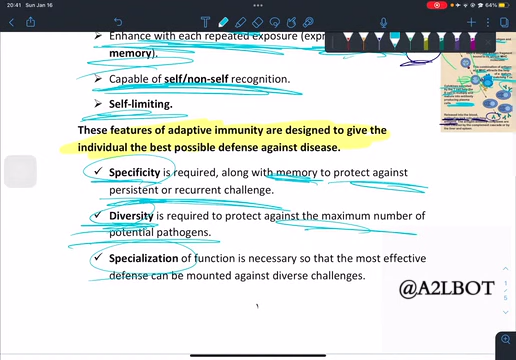 20:41 Sun Jan 16
Enhance with each repeated exposure
memory).
Capable of self/non-self recognition.
Self-limiting.
These features of adaptive immunity are designed to give the
individual the best possible defense against disease.
✓ Specificity is required, along with memory to protect against
persistent or recurrent challenge.
✓ Diversity is required to protect against the maximum number of
potential pathogens.
✓ Specialization of function is necessary so that the most effective
defense can be mounted against diverse challenges.
@A2LBOT
١